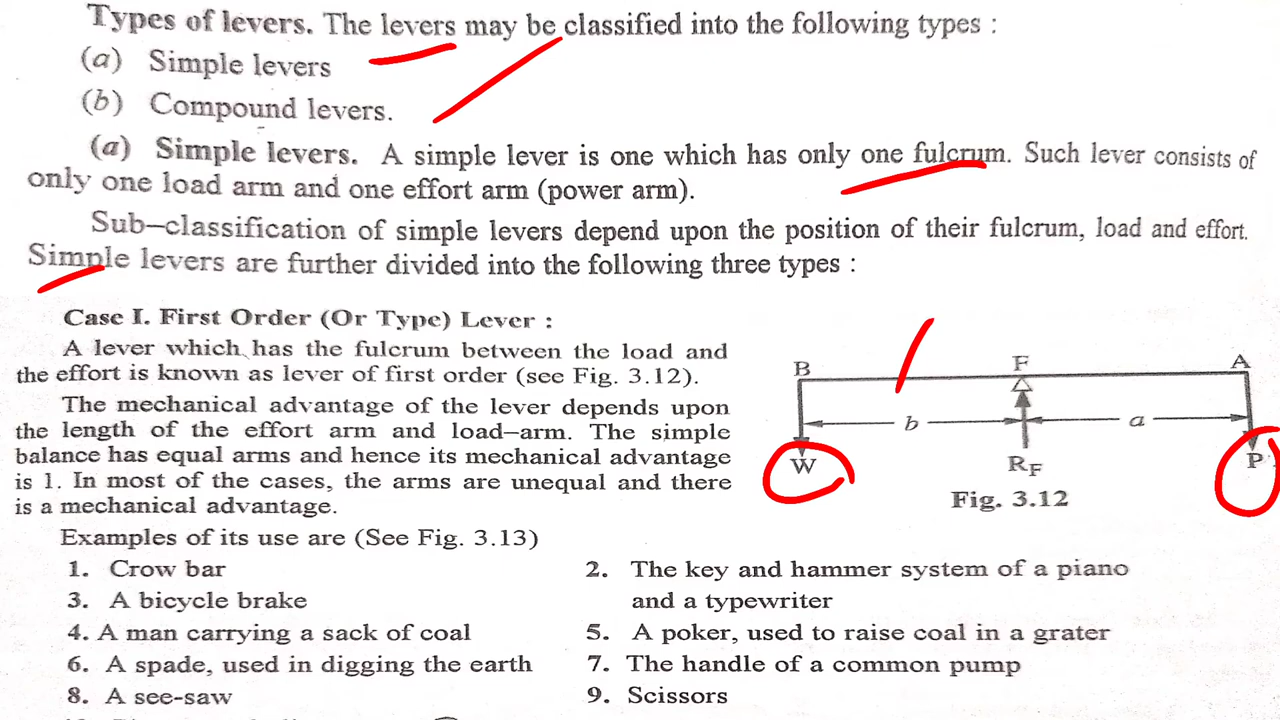 Types of levers. The levers may be classified into the following types :
(a) Simple levers
(b) Compound levers.
(a) Simple levers. A simple lever is one which has only one fulcrum. Such lever consists of
only one load arm and one effort arm (power arm).
Sub–classification of simple levers depend upon the position of their fulcrum, load and effort.
Simple levers are further divided into the following three types :
Case I. First Order (Or Type) Lever :
A lever which has the fulcrum between the load and
the effort is known as lever of first order (see Fig. 3.12).
The mechanical advantage of the lever depends upon
the length of the effort arm and load–arm. The simple
balance has equal arms and hence its mechanical advantage
is 1. In most of the cases, the arms are unequal and there
is a mechanical advantage.
B F A
b a
W RF P
Fig. 3.12
Examples of its use are (See Fig. 3.13)
1. Crow bar
2. The key and hammer system of a piano
and a typewriter
3. A bicycle brake
4. A man carrying a sack of coal
5. A poker, used to raise coal in a grater
6. A spade, used in digging the earth
7. The handle of a common pump
8. A see-saw
9. Scissors